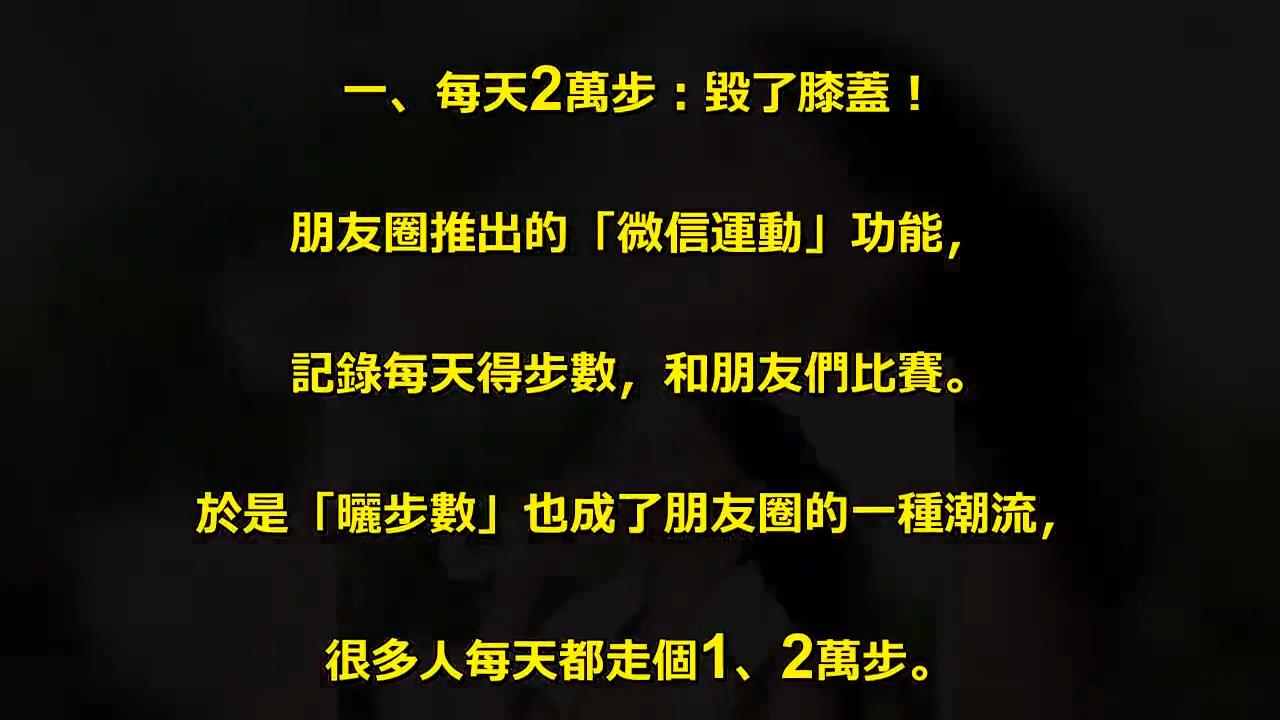 一、每天2萬步：毀了膝蓋！
朋友圈推出的「微信運動」功能，
記錄每天得步數，和朋友們比賽。
於是「曬步數」也成了朋友圈的一種潮流，
很多人每天都走個1、2萬步。